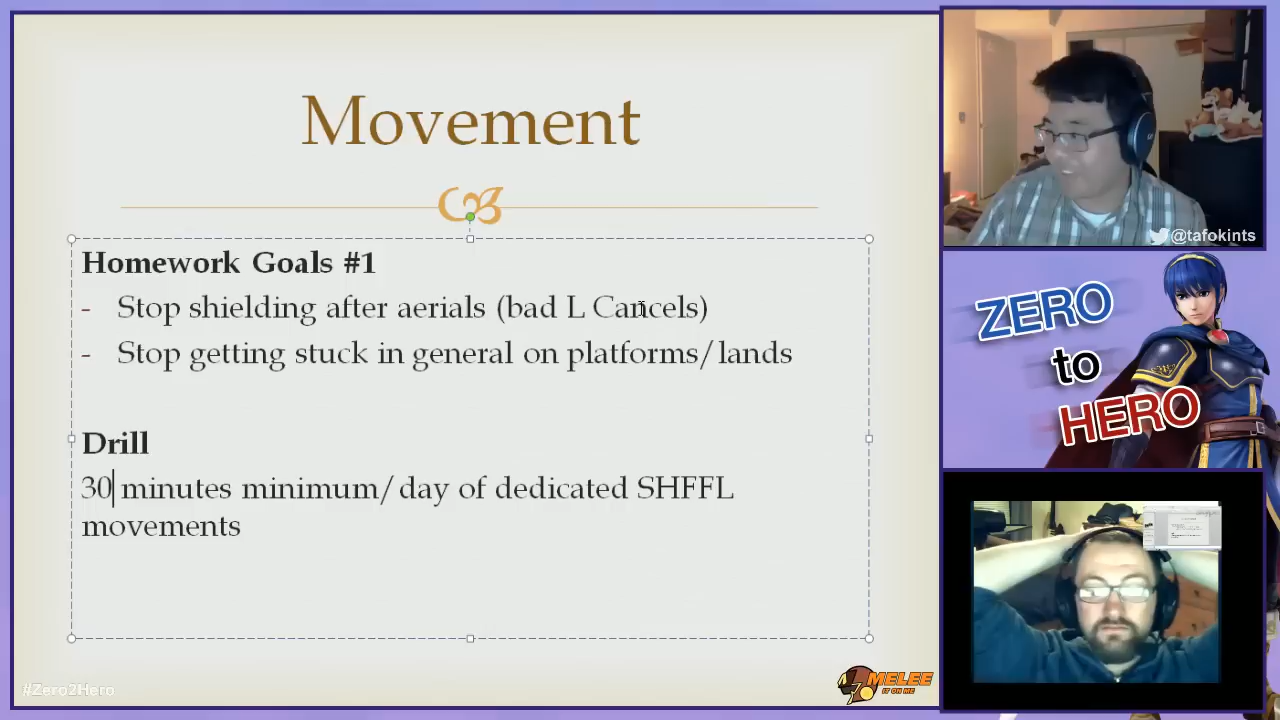 Movement
Homework Goals #1
- Stop shielding after aerials (bad L Cancels)
- Stop getting stuck in general on platforms/lands
Drill
30 minutes minimum/day of dedicated SHFFL
movements
#Zero2Hero
MELEE
IT ON ME
@tafokints
ZERO
to
HERO